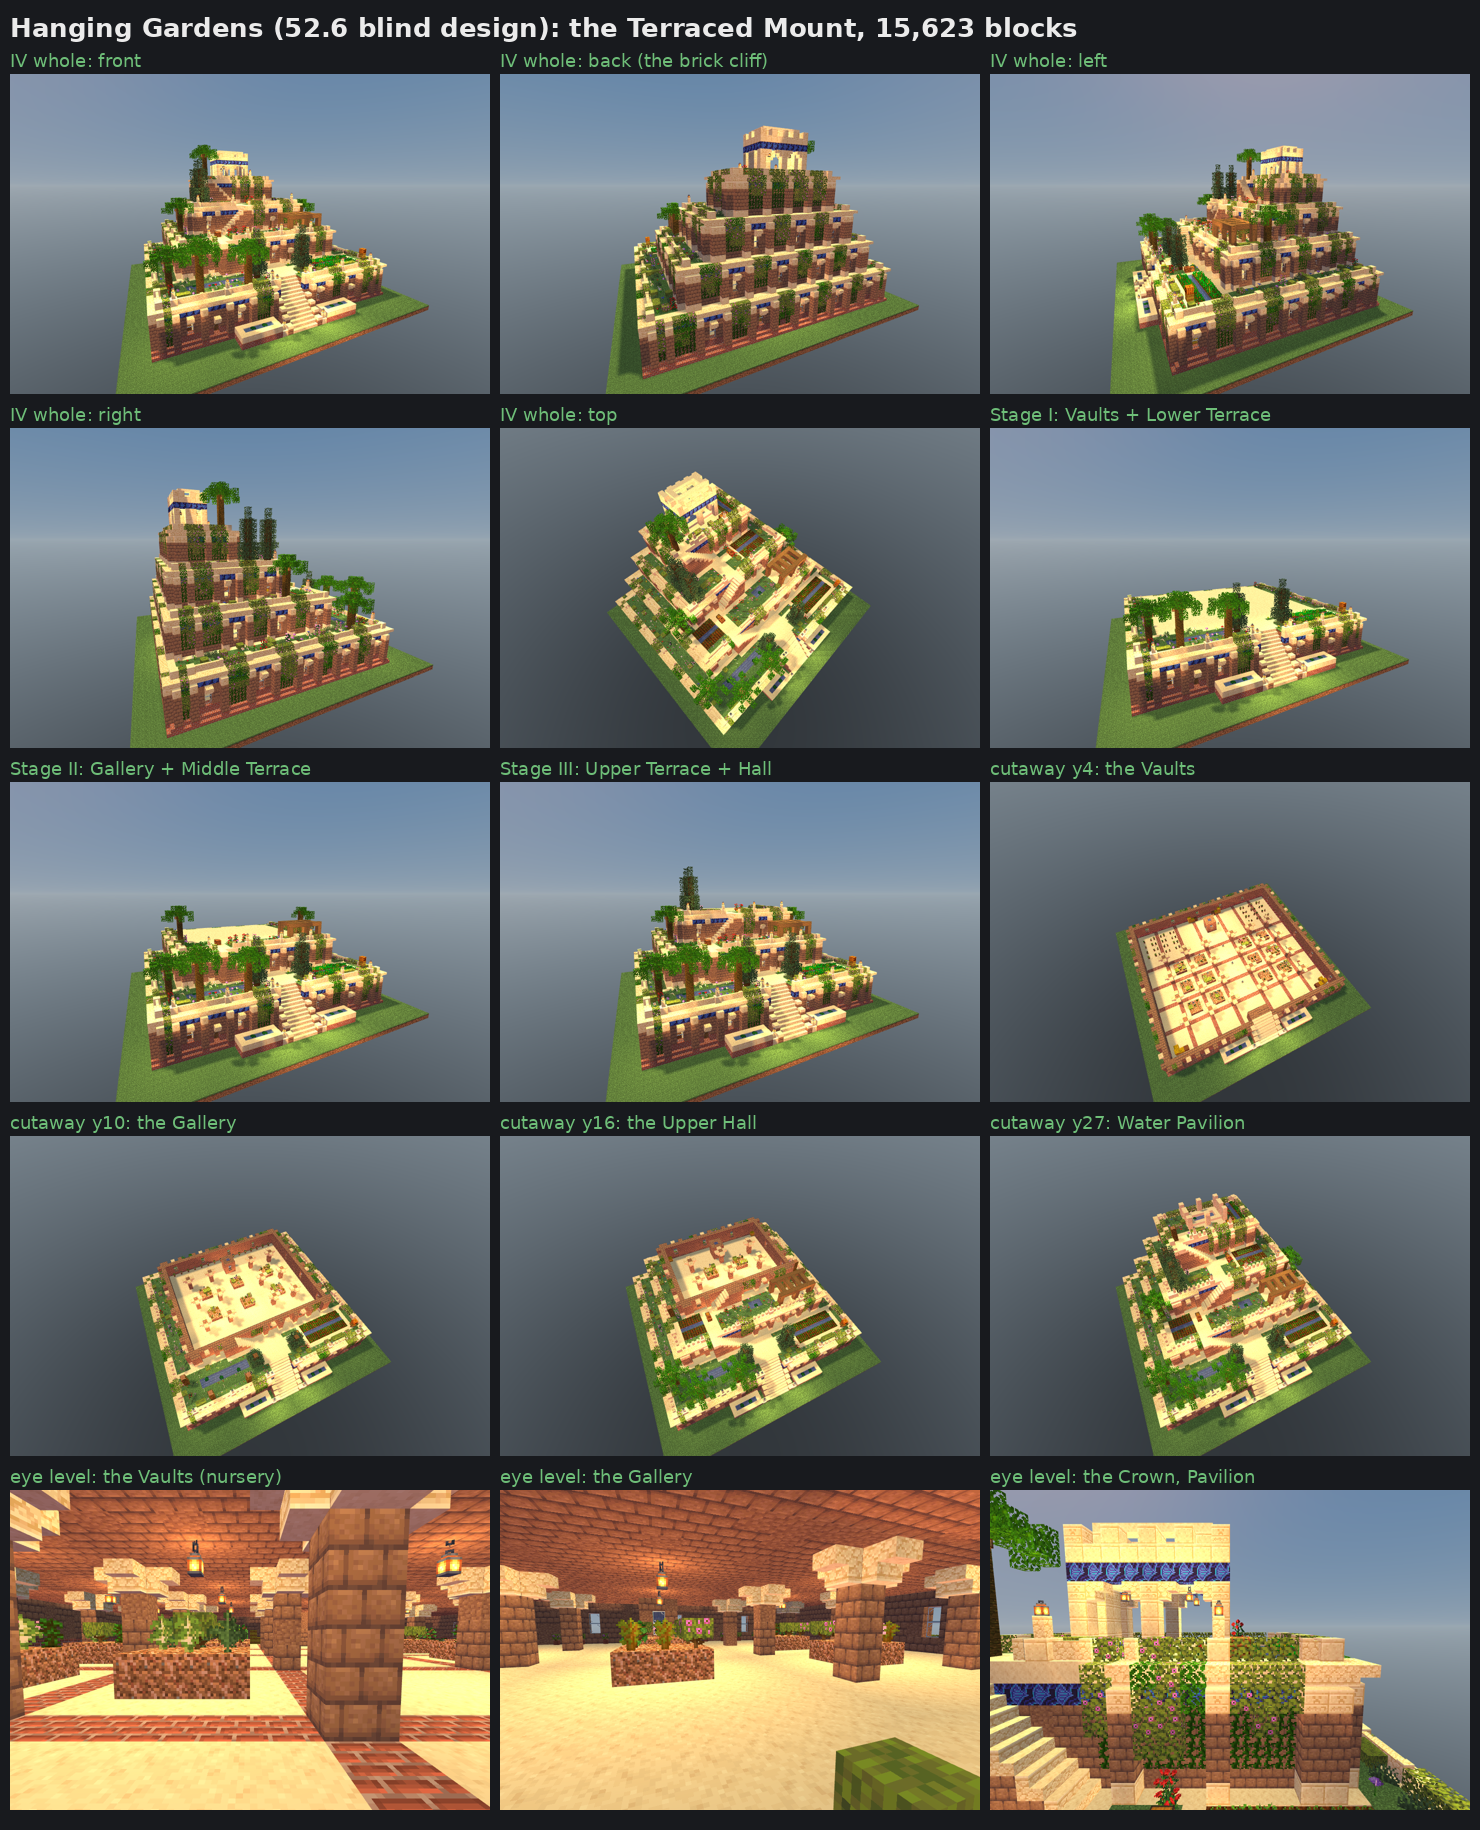 Hanging Gardens (52.6 blind design): the Terraced Mount, 15,623 blocks
IV whole: front
IV whole: back (the brick cliff)
IV whole: left
IV whole: right
IV whole: top
Stage I: Vaults + Lower Terrace
Stage II: Gallery + Middle Terrace
Stage III: Upper Terrace + Hall
cutaway y4: the Vaults
cutaway y10: the Gallery
cutaway y16: the Upper Hall
cutaway y27: Water Pavilion
eye level: the Vaults (nursery)
eye level: the Gallery
eye level: the Crown, Pavilion